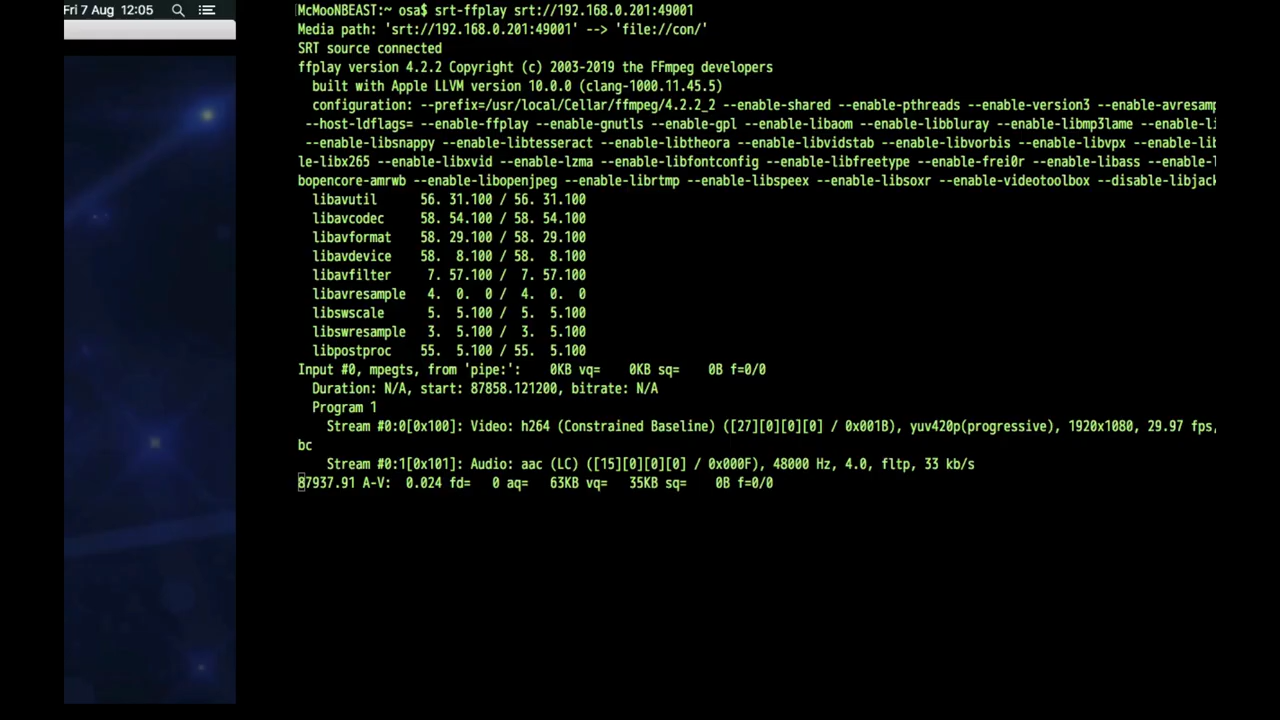 Fri 7 Aug 12:05
McMooNBEAST:~ osa$ srt-ffplay srt://192.168.0.201:49001
Media path: 'srt://192.168.0.201:49001' --> 'file://con/'
SRT source connected
ffplay version 4.2.2 Copyright (c) 2003-2019 the FFmpeg developers
  built with Apple LLVM version 10.0.0 (clang-1000.11.45.5)
  configuration: --prefix=/usr/local/Cellar/ffmpeg/4.2.2_2 --enable-shared --enable-pthreads --enable-version3 --enable-avresamp
 --host-ldflags= --enable-ffplay --enable-gnutls --enable-gpl --enable-libaom --enable-libbluray --enable-libmp3lame --enable-li
 --enable-libsnappy --enable-libtesseract --enable-libtheora --enable-libvidstab --enable-libvorbis --enable-libvpx --enable-lib
le-libx265 --enable-libxvid --enable-lzma --enable-libfontconfig --enable-libfreetype --enable-frei0r --enable-libass --enable-l
bopencore-amrwb --enable-libopenjpeg --enable-librtmp --enable-libspeex --enable-libsoxr --enable-videotoolbox --disable-libjack
  libavutil      56. 31.100 / 56. 31.100
  libavcodec     58. 54.100 / 58. 54.100
  libavformat    58. 29.100 / 58. 29.100
  libavdevice    58.  8.100 / 58.  8.100
  libavfilter     7. 57.100 /  7. 57.100
  libavresample   4.  0.  0 /  4.  0.  0
  libswscale      5.  5.100 /  5.  5.100
  libswresample   3.  5.100 /  3.  5.100
  libpostproc    55.  5.100 / 55.  5.100
Input #0, mpegts, from 'pipe:':    0KB vq=    0KB sq=    0B f=0/0
  Duration: N/A, start: 87858.121200, bitrate: N/A
  Program 1
    Stream #0:0[0x100]: Video: h264 (Constrained Baseline) ([27][0][0][0] / 0x001B), yuv420p(progressive), 1920x1080, 29.97 fps,
bc
    Stream #0:1[0x101]: Audio: aac (LC) ([15][0][0][0] / 0x000F), 48000 Hz, 4.0, fltp, 33 kb/s
87937.91 A-V:  0.024 fd=   0 aq=   63KB vq=   35KB sq=    0B f=0/0